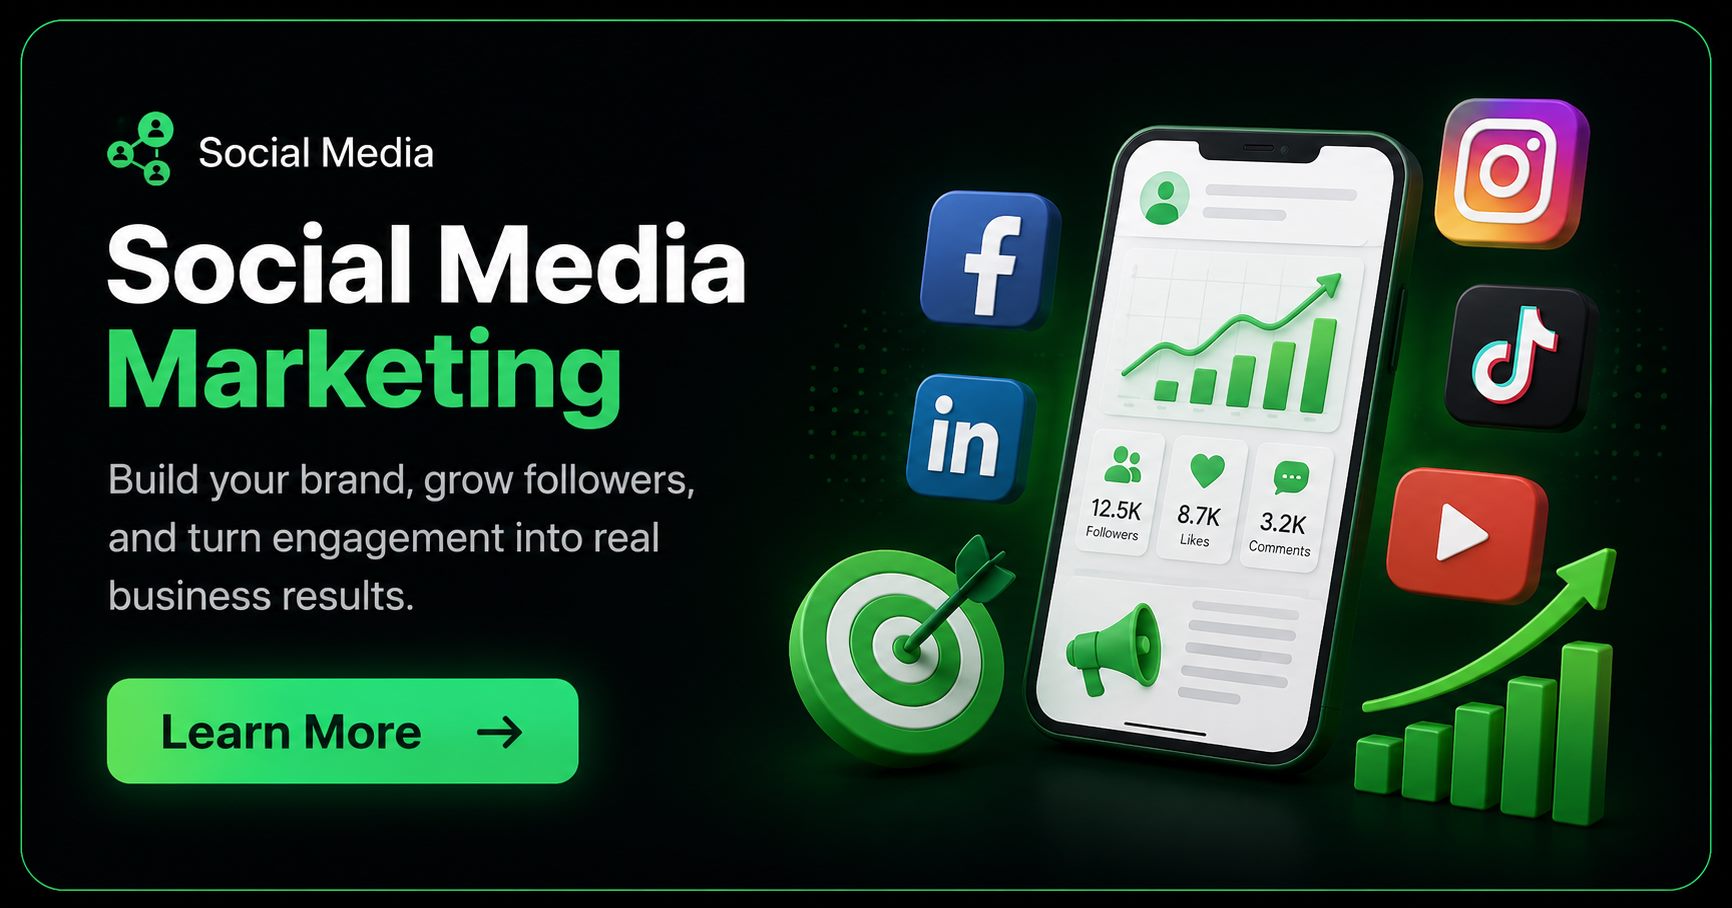 Social Media
Social Media
Marketing
Build your brand, grow followers,
and turn engagement into real
business results.
Learn More →
f
in
12.5K
Followers
8.7K
Likes
3.2K
Comments